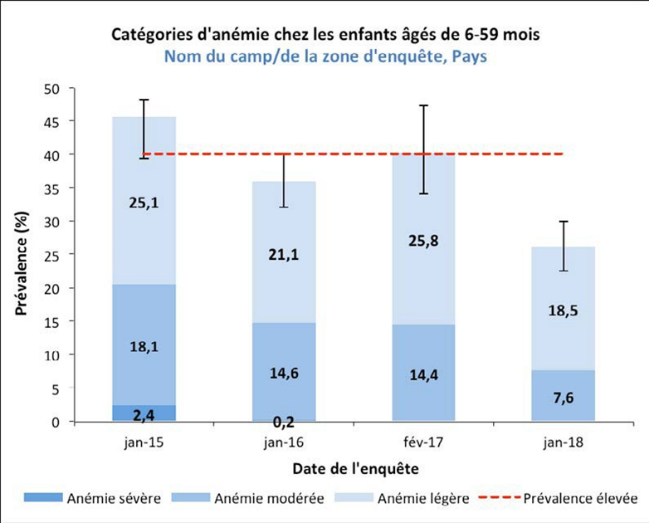 Catégories d'anémie chez les enfants âgés de 6-59 mois
Nom du camp/de la zone d'enquête, Pays
Prévalence (%)
50
45
40
35
30
25
20
15
10
5
0
25,1
18,1
2,4
21,1
14,6
0,2
25,8
14,4
18,5
7,6
jan-15
jan-16
fév-17
jan-18
Date de l'enquête
Anémie sévère
Anémie modérée
Anémie légère
Prévalence élevée